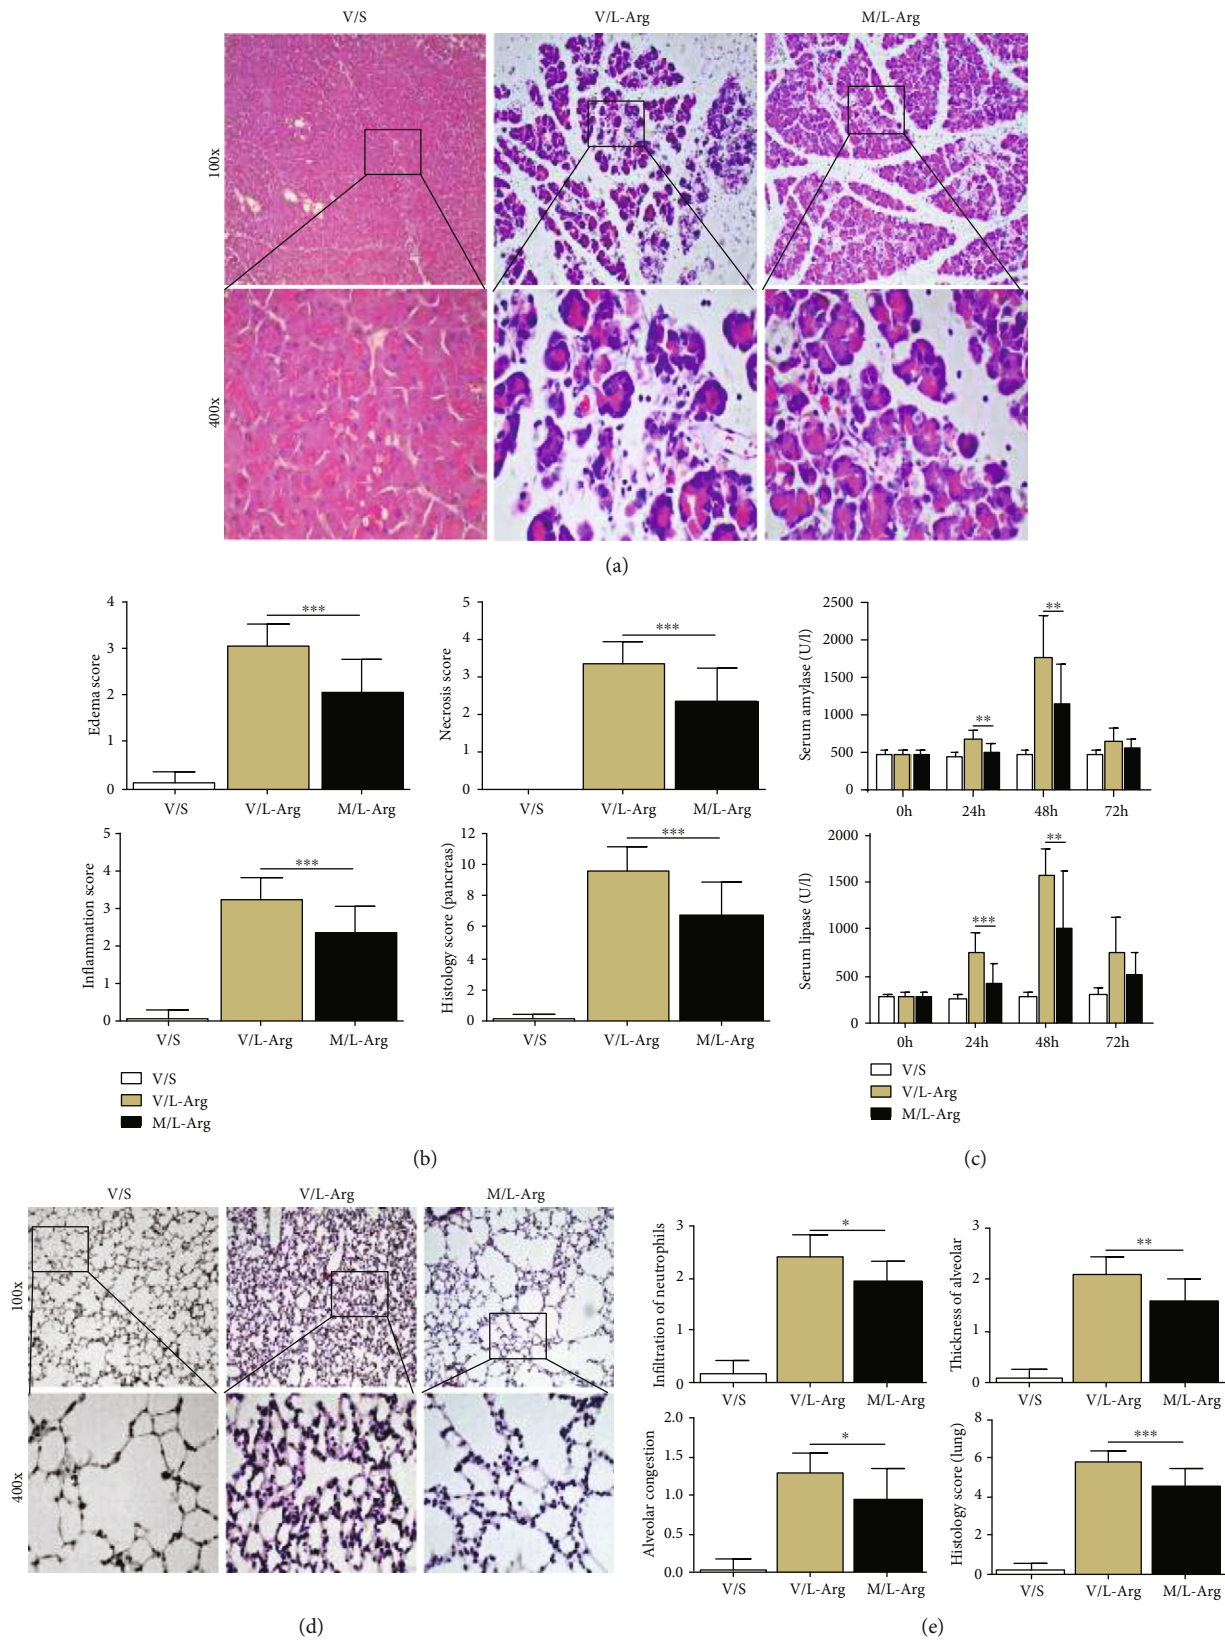 V/S V/L-Arg M/L-Arg
100x
400x
(a)
Edema score
4
3
2
1
0
***
V/S V/L-Arg M/L-Arg
Necrosis score
5
4
3
2
1
0
***
V/S V/L-Arg M/L-Arg
Inflammation score
5
4
3
2
1
0
***
V/S V/L-Arg M/L-Arg
Histology score (pancreas)
12
10
8
6
4
2
0
***
V/S V/L-Arg M/L-Arg
V/S
V/L-Arg
M/L-Arg
(b)
Serum amylase (U/l)
2500
2000
1500
1000
500
0
**
**
0h 24h 48h 72h
Serum lipase (U/l)
2000
1500
1000
500
0
***
**
0h 24h 48h 72h
V/S
V/L-Arg
M/L-Arg
(c)
V/S V/L-Arg M/L-Arg
100x
400x
(d)
Infiltration of neutrophils
3
2
1
0
*
V/S V/L-Arg M/L-Arg
Thickness of alveolar
3
2
1
0
**
V/S V/L-Arg M/L-Arg
Alveolar congestion
2.0
1.5
1.0
0.5
0.0
*
V/S V/L-Arg M/L-Arg
Histology score (lung)
8
6
4
2
0
***
V/S V/L-Arg M/L-Arg
(e)